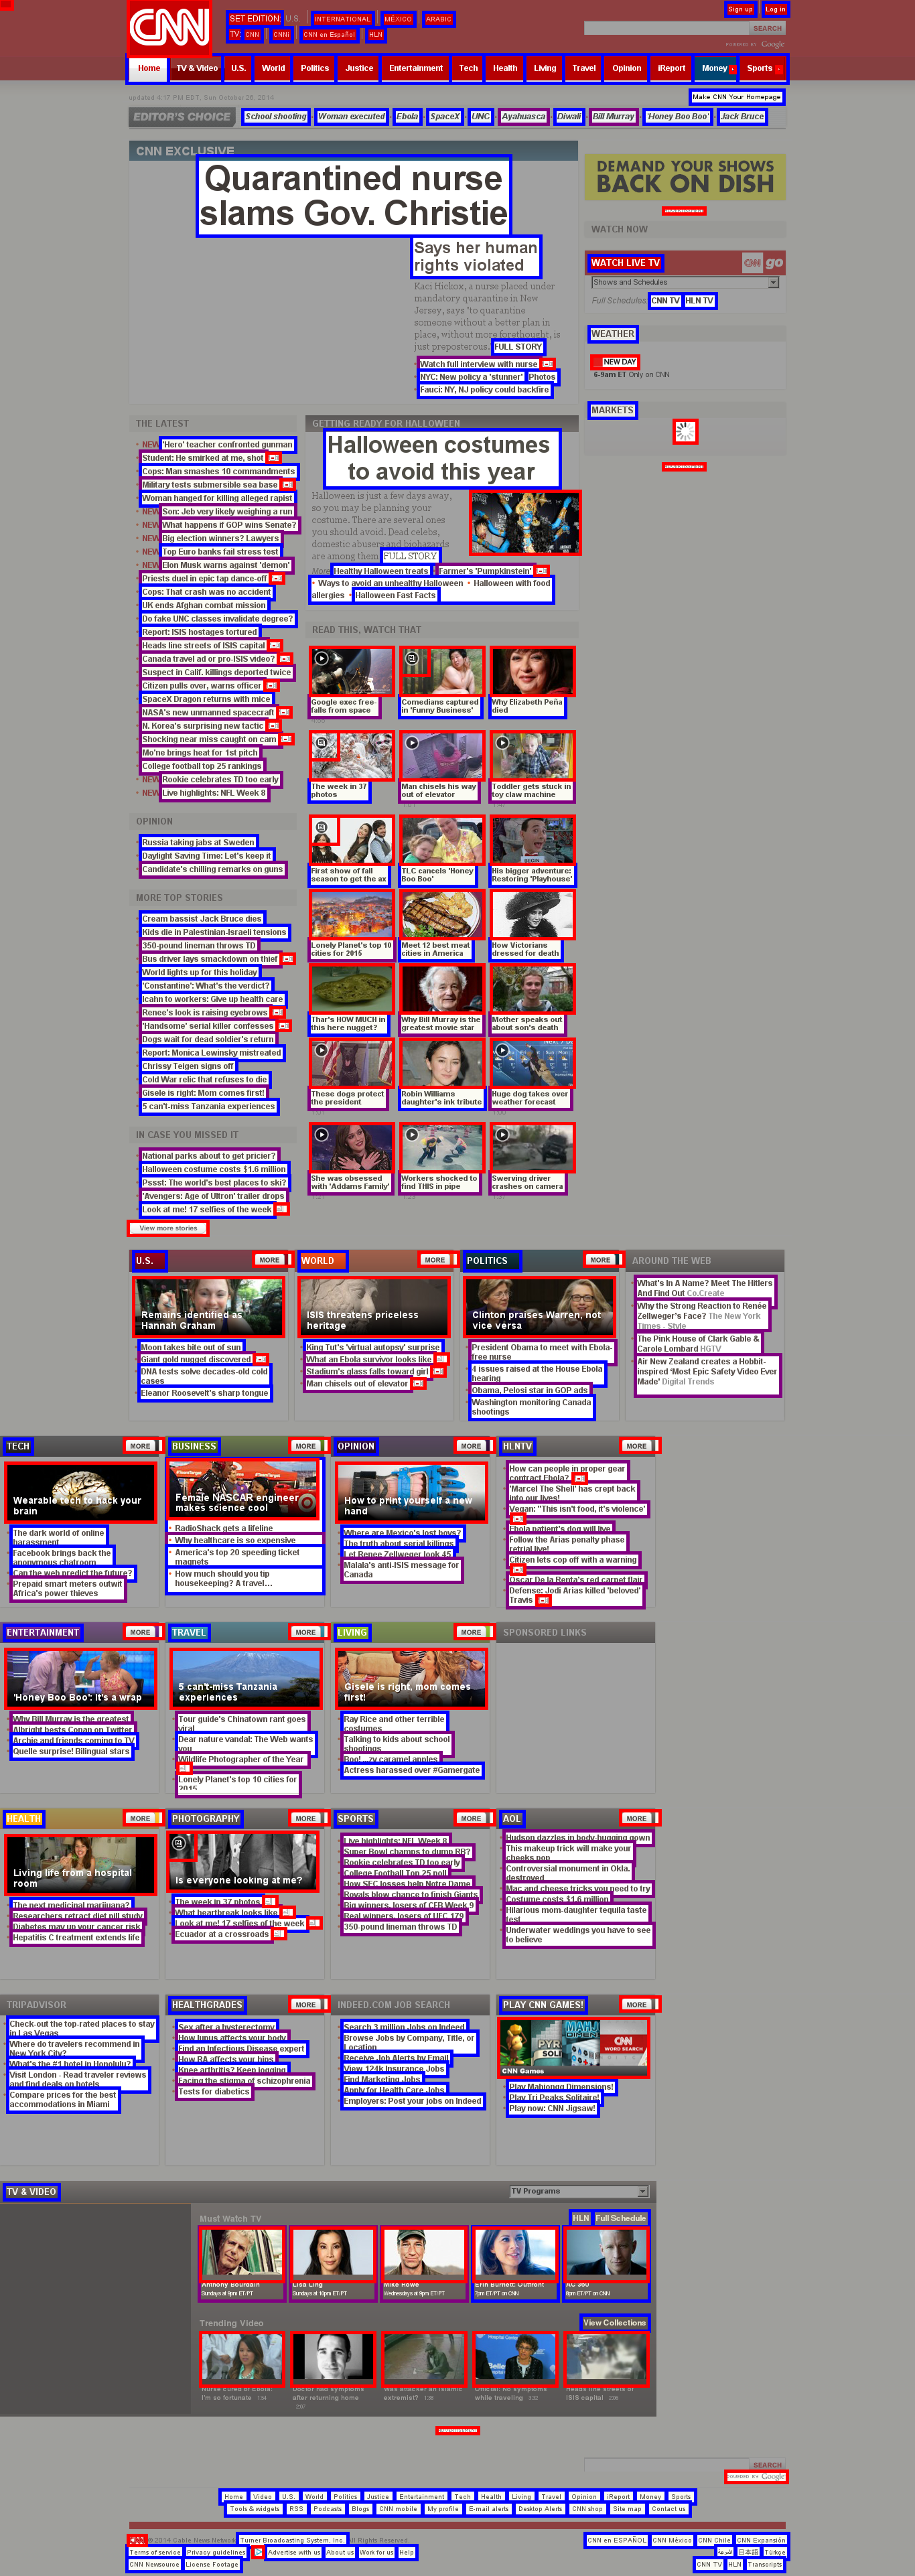 CNN
SET EDITION: U.S.
INTERNATIONAL
MÉXICO
ARABIC
TV: CNN
CNNi
CNN en Español
HLN
Sign up
Log in
SEARCH
POWERED BY Google
Home
TV & Video
U.S.
World
Politics
Justice
Entertainment
Tech
Health
Living
Travel
Opinion
iReport
Money
Sports
updated 4:17 PM EDT, Sun October 26, 2014
Make CNN Your Homepage
EDITOR'S CHOICE
School shooting
Woman executed
Ebola
SpaceX
UNC
Ayahuasca
Diwali
Bill Murray
'Honey Boo Boo'
Jack Bruce
CNN EXCLUSIVE
Quarantined nurse
slams Gov. Christie
Says her human
rights violated
Kaci Hickox, a nurse placed under
mandatory quarantine in New
Jersey, says "to quarantine
someone without a better plan in
place, without more forethought, is
just preposterous. FULL STORY
Watch full interview with nurse
NYC: New policy a 'stunner'
Photos
Fauci: NY, NJ policy could backfire
DEMAND YOUR SHOWS
BACK ON DISH
WATCH NOW
WATCH LIVE TV
CNN go
Shows and Schedules
Full Schedules: CNN TV HLN TV
WEATHER
NEW DAY
6-9am ET Only on CNN
MARKETS
THE LATEST
NEW 'Hero' teacher confronted gunman
Student: He smirked at me, shot
Cops: Man smashes 10 commandments
Military tests submersible sea base
Woman hanged for killing alleged rapist
NEW Son: Jeb very likely weighing a run
NEW What happens if GOP wins Senate?
NEW Big election winners? Lawyers
NEW Top Euro banks fail stress test
NEW Elon Musk warns against 'demon'
Priests duel in epic tap dance-off
Cops: That crash was no accident
UK ends Afghan combat mission
Do fake UNC classes invalidate degree?
Report: ISIS hostages tortured
Heads line streets of ISIS capital
Canada travel ad or pro-ISIS video?
Suspect in Calif. killings deported twice
Citizen pulls over, warns officer
SpaceX Dragon returns with mice
NASA's new unmanned spacecraft
N. Korea's surprising new tactic
Shocking near miss caught on cam
Mo'ne brings heat for 1st pitch
College football top 25 rankings
NEW Rookie celebrates TD too early
NEW Live highlights: NFL Week 8
OPINION
Russia taking jabs at Sweden
Daylight Saving Time: Let's keep it
Candidate's chilling remarks on guns
MORE TOP STORIES
Cream bassist Jack Bruce dies
Kids die in Palestinian-Israeli tensions
350-pound lineman throws TD
Bus driver lays smackdown on thief
World lights up for this holiday
'Constantine': What's the verdict?
Icahn to workers: Give up health care
Renee's look is raising eyebrows
'Handsome' serial killer confesses
Dogs wait for dead soldier's return
Report: Monica Lewinsky mistreated
Chrissy Teigen signs off
Cold War relic that refuses to die
Gisele is right: Mom comes first!
5 can't-miss Tanzania experiences
IN CASE YOU MISSED IT
National parks about to get pricier?
Halloween costume costs $1.6 million
Pssst: The world's best places to ski?
'Avengers: Age of Ultron' trailer drops
Look at me! 17 selfies of the week
View more stories
GETTING READY FOR HALLOWEEN
Halloween costumes
to avoid this year
Halloween is just a few days away,
so you may be planning your
costume. There are several ones
you should avoid. Dead celebs,
domestic abusers and biohazards
are among them. FULL STORY
More: Healthy Halloween treats
Farmer's 'Pumpkinstein'
Ways to avoid an unhealthy Halloween • Halloween with food
allergies • Halloween Fast Facts
READ THIS, WATCH THAT
Google exec free-
falls from space
Comedians captured
in 'Funny Business'
Why Elizabeth Peña
died
The week in 37
photos
Man chisels his way
out of elevator
Toddler gets stuck in
toy claw machine
First show of fall
season to get the ax
TLC cancels 'Honey
Boo Boo'
His bigger adventure:
Restoring 'Playhouse'
Lonely Planet's top 10
cities for 2015
Meet 12 best meat
cities in America
How Victorians
dressed for death
Thar's HOW MUCH in
this here nugget?
Why Bill Murray is the
greatest movie star
Mother speaks out
about son's death
These dogs protect
the president
Robin Williams
daughter's ink tribute
Huge dog takes over
weather forecast
She was obsessed
with 'Addams Family'
Workers shocked to
find THIS in pipe
Swerving driver
crashes on camera
U.S.
MORE
Remains identified as
Hannah Graham
Moon takes bite out of sun
Giant gold nugget discovered
DNA tests solve decades-old cold
cases
Eleanor Roosevelt's sharp tongue
WORLD
MORE
ISIS threatens priceless
heritage
King Tut's 'virtual autopsy' surprise
What an Ebola survivor looks like
Stadium's glass falls toward girl
Man chisels out of elevator
POLITICS
MORE
Clinton praises Warren, not
vice versa
President Obama to meet with Ebola-
free nurse
4 issues raised at the House Ebola
hearing
Obama, Pelosi star in GOP ads
Washington monitoring Canada
shootings
AROUND THE WEB
What's In A Name? Meet The Hitlers
And Find Out Co.Create
Why the Strong Reaction to Renée
Zellweger's Face? The New York
Times - Style
The Pink House of Clark Gable &
Carole Lombard HGTV
Air New Zealand creates a Hobbit-
inspired 'Most Epic Safety Video Ever
Made' Digital Trends
TECH
MORE
Wearable tech to hack your
brain
The dark world of online
harassment
Facebook brings back the
anonymous chatroom
Can the web predict the future?
Prepaid smart meters outwit
Africa's power thieves
BUSINESS
MORE
Female NASCAR engineer
makes science cool
RadioShack gets a lifeline
Why healthcare is so expensive
America's top 20 speeding ticket
magnets
How much should you tip
housekeeping? A travel...
OPINION
MORE
How to print yourself a new
hand
Where are Mexico's lost boys?
The truth about serial killings
Let Renee Zellweger look 45
Malala's anti-ISIS message for
Canada
HLNTV
MORE
How can people in proper gear
contract Ebola?
'Marcel The Shell' has crept back
into our lives!
Vegan: "This isn't food, it's violence'
Ebola patient's dog will live
Follow the Arias penalty phase
retrial live!
Citizen lets cop off with a warning
Oscar De la Renta's red carpet flair
Defense: Jodi Arias killed 'beloved'
Travis
ENTERTAINMENT
MORE
'Honey Boo Boo': It's a wrap
Why Bill Murray is the greatest
Albright bests Conan on Twitter
Archie and friends coming to TV
Quelle surprise! Bilingual stars
TRAVEL
MORE
5 can't-miss Tanzania
experiences
Tour guide's Chinatown rant goes
viral
Dear nature vandal: The Web wants
you
Wildlife Photographer of the Year
Lonely Planet's top 10 cities for
2015
LIVING
MORE
Gisele is right, mom comes
first!
Ray Rice and other terrible
costumes
Talking to kids about school
shootings
Boo! ...zy caramel apples
Actress harassed over #Gamergate
SPONSORED LINKS
HEALTH
MORE
Living life from a hospital
room
The next medicinal marijuana?
Researchers retract diet pill study
Diabetes may up your cancer risk
Hepatitis C treatment extends life
PHOTOGRAPHY
MORE
Is everyone looking at me?
The week in 37 photos
What heartbreak looks like
Look at me! 17 selfies of the week
Ecuador at a crossroads
SPORTS
MORE
Live highlights: NFL Week 8
Super Bowl champs to dump RB?
Rookie celebrates TD too early
College Football Top 25 poll
How SEC losses help Notre Dame
Royals blow chance to finish Giants
Big winners, losers of CFB Week 9
Real winners, losers of UFC 179
350-pound lineman throws TD
AOL
MORE
Hudson dazzles in body-hugging gown
This makeup trick will make your
cheeks pop
Controversial monument in Okla.
destroyed
Mac and cheese tricks you need to try
Costume costs $1.6 million
Hilarious mom-daughter tequila taste
test
Underwater weddings you have to see
to believe
TRIPADVISOR
Check-out the top-rated places to stay
in Las Vegas
Where do travelers recommend in
New York City?
What's the #1 hotel in Honolulu?
Visit London - Read traveler reviews
and find deals on hotels
Compare prices for the best
accommodations in Miami
HEALTHGRADES
MORE
Sex after a hysterectomy
How lupus affects your body
Find an Infectious Disease expert
How RA affects your hips
Knee arthritis? Keep jogging
Facing the stigma of schizophrenia
Tests for diabetics
INDEED.COM JOB SEARCH
Search 3 million Jobs on Indeed
Browse Jobs by Company, Title, or
Location
Receive Job Alerts by Email
View 124k Insurance Jobs
Find Marketing Jobs
Apply for Health Care Jobs
Employers: Post your jobs on Indeed
PLAY CNN GAMES!
MORE
CNN Games
Play Mahjongg Dimensions!
Play Tri Peaks Solitaire!
Play now: CNN Jigsaw!
TV & VIDEO
TV Programs
Must Watch TV
HLN
Full Schedule
Anthony Bourdain
Sundays at 9pm ET/PT
Lisa Ling
Sundays at 10pm ET/PT
Mike Rowe
Wednesdays at 9pm ET/PT
Erin Burnett: OutFront
7pm ET/PT on CNN
AC 360
8pm ET/PT on CNN
Trending Video
View Collections
Nurse cured of Ebola:
I'm so fortunate
Doctor had symptoms
after returning home
Was attacker an Islamic
extremist?
Official: No symptoms
while traveling
Heads line streets of
ISIS capital
SEARCH
POWERED BY Google
Home
Video
U.S.
World
Politics
Justice
Entertainment
Tech
Health
Living
Travel
Opinion
iReport
Money
Sports
Tools & widgets
RSS
Podcasts
Blogs
CNN mobile
My profile
E-mail alerts
Desktop Alerts
CNN shop
Site map
Contact us
© 2014 Cable News Network. Turner Broadcasting System, Inc. All Rights Reserved.
Terms of service
Privacy guidelines
Advertise with us
About us
Work for us
Help
CNN Newsource
License Footage
CNN en ESPAÑOL
CNN México
CNN Chile
CNN Expansión
العربية
日本語
Türkçe
CNN TV
HLN
Transcripts